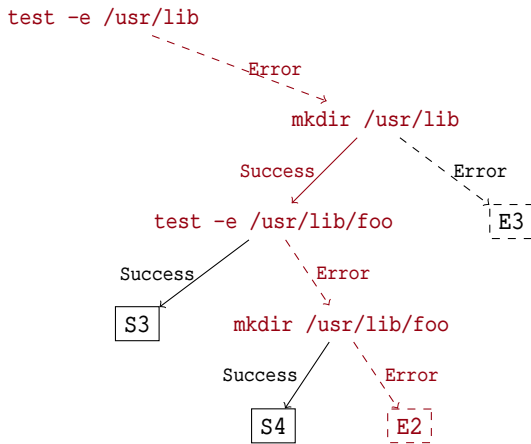 test -e /usr/lib
Error
mkdir /usr/lib
Success
Error
test -e /usr/lib/foo
E3
Success
Error
S3
mkdir /usr/lib/foo
Success
Error
S4
E2